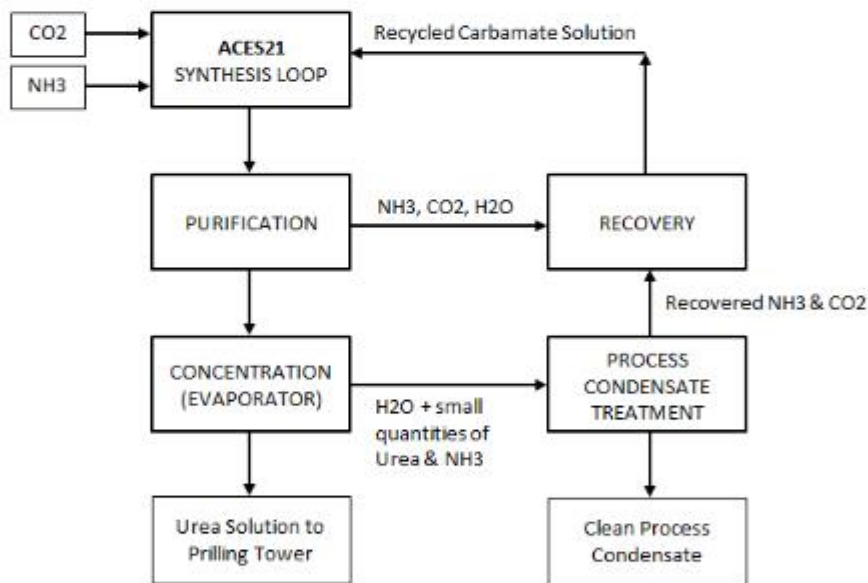 CO2
NH3
ACES21
SYNTHESIS LOOP
Recycled Carbamate Solution
PURIFICATION
NH3, CO2, H2O
RECOVERY
Recovered NH3 & CO2
CONCENTRATION
(EVAPORATOR)
H2O + small
quantities of
Urea & NH3
PROCESS
CONDENSATE
TREATMENT
Urea Solution to
Prilling Tower
Clean Process
Condensate